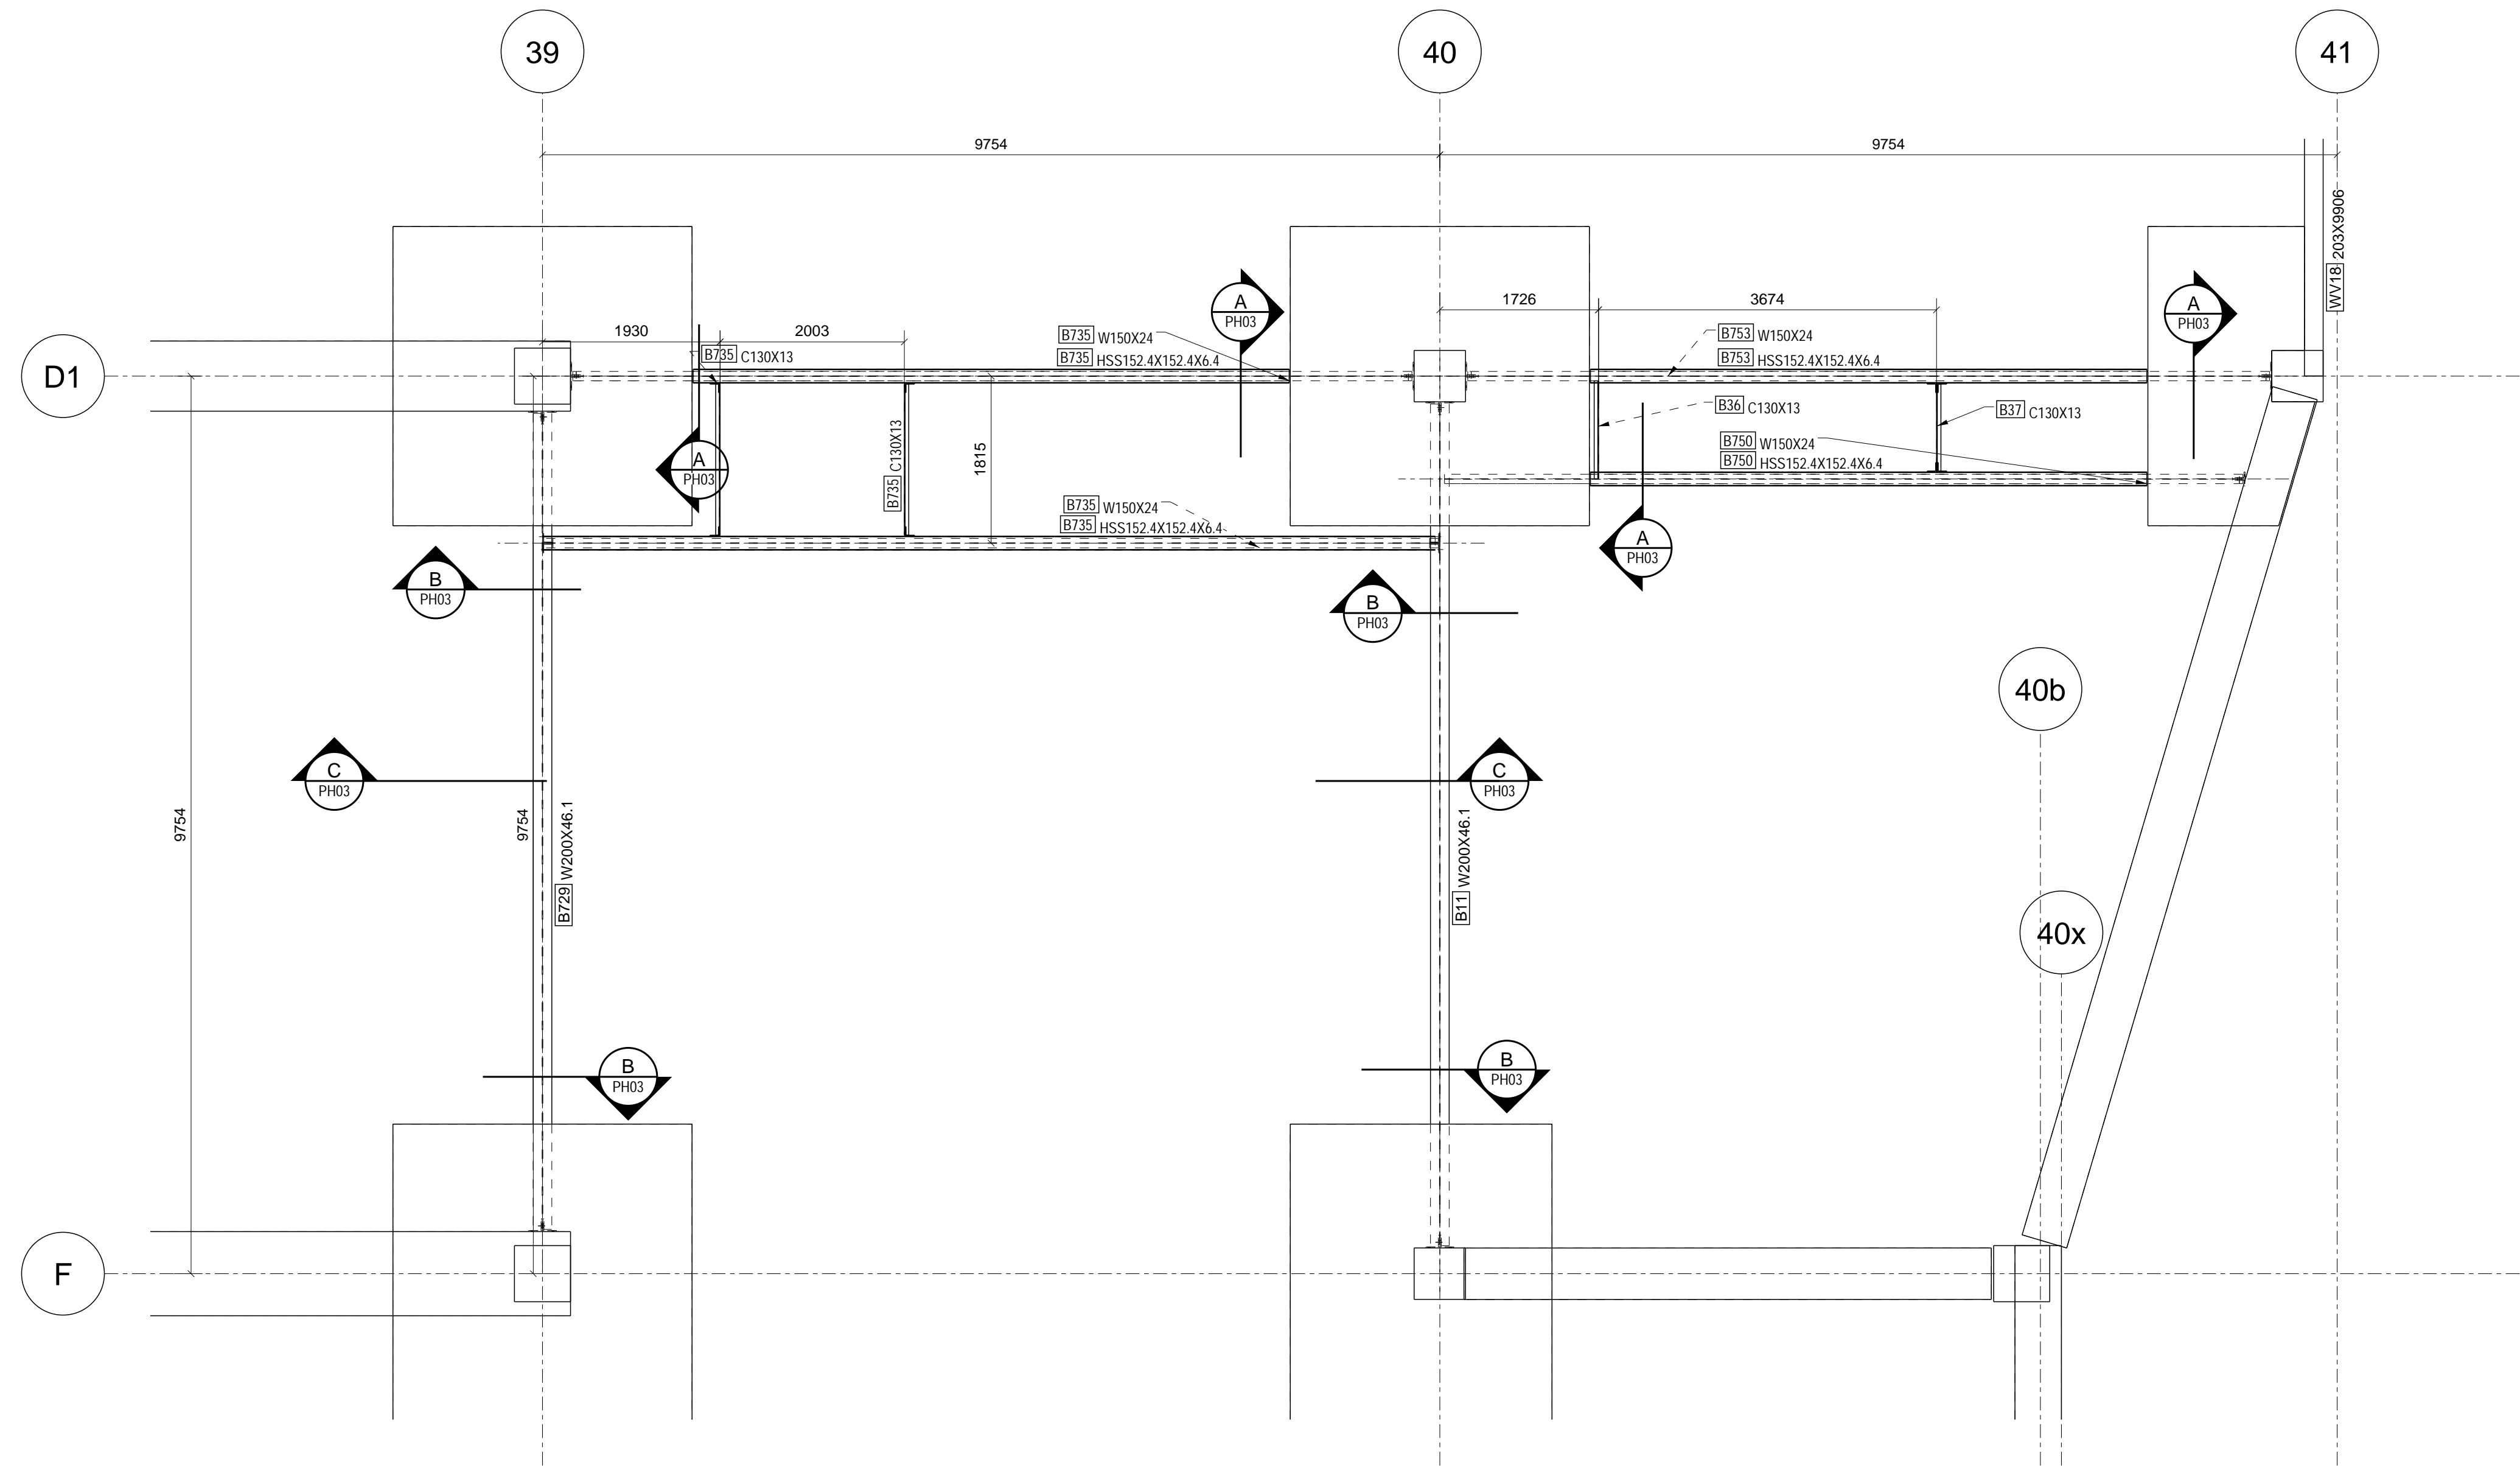 39
40
41
9754
9754
WV18 203X9906
A
PH03
A
PH03
1726
3674
1930
2003
B735 W150X24
B735 HSS152.4X152.4X6.4
B753 W150X24
B753 HSS152.4X152.4X6.4
B735 C130X13
D1
B36 C130X13
B37 C130X13
B750 W150X24
B750 HSS152.4X152.4X6.4
A
PH03
B735 C130X13
1815
B735 W150X24
B735 HSS152.4X152.4X6.4
A
PH03
B
PH03
B
PH03
40b
C
PH03
C
PH03
9754
9754
B729 W200X46.1
B11 W200X46.1
40x
B
PH03
B
PH03
F